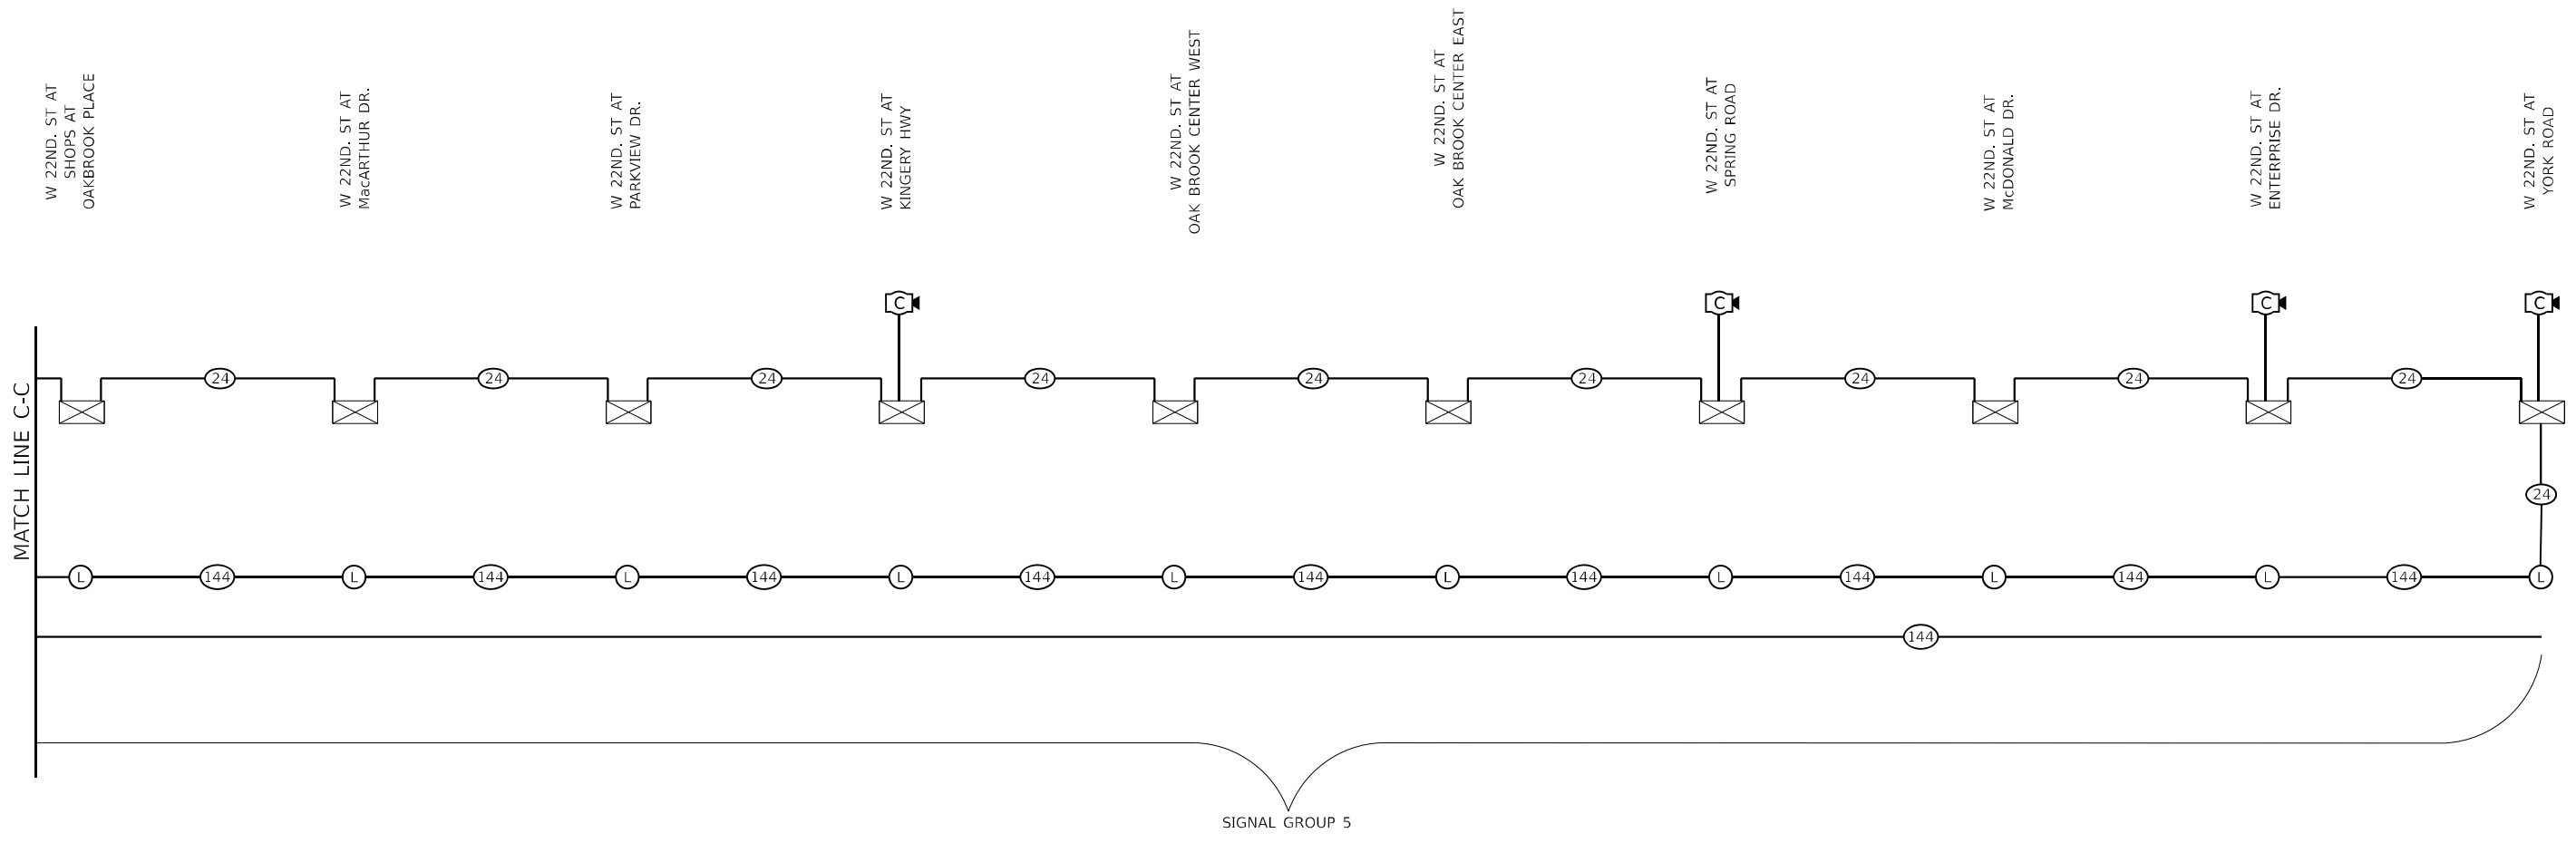 W 22ND. ST AT
SHOPS AT
OAKBROOK PLACE
W 22ND. ST AT
MacARTHUR DR.
W 22ND. ST AT
PARKVIEW DR.
W 22ND. ST AT
KINGERY HWY
W 22ND. ST AT
OAK BROOK CENTER WEST
W 22ND. ST AT
OAK BROOK CENTER EAST
W 22ND. ST AT
SPRING ROAD
W 22ND. ST AT
McDONALD DR.
W 22ND. ST AT
ENTERPRISE DR.
W 22ND. ST AT
YORK ROAD
C C C C
24 24 24 24 24 24 24 24 24
MATCH LINE C-C
24
L 144 L 144 L 144 L 144 L 144 L 144 L 144 L 144 L 144 L
144
SIGNAL GROUP 5